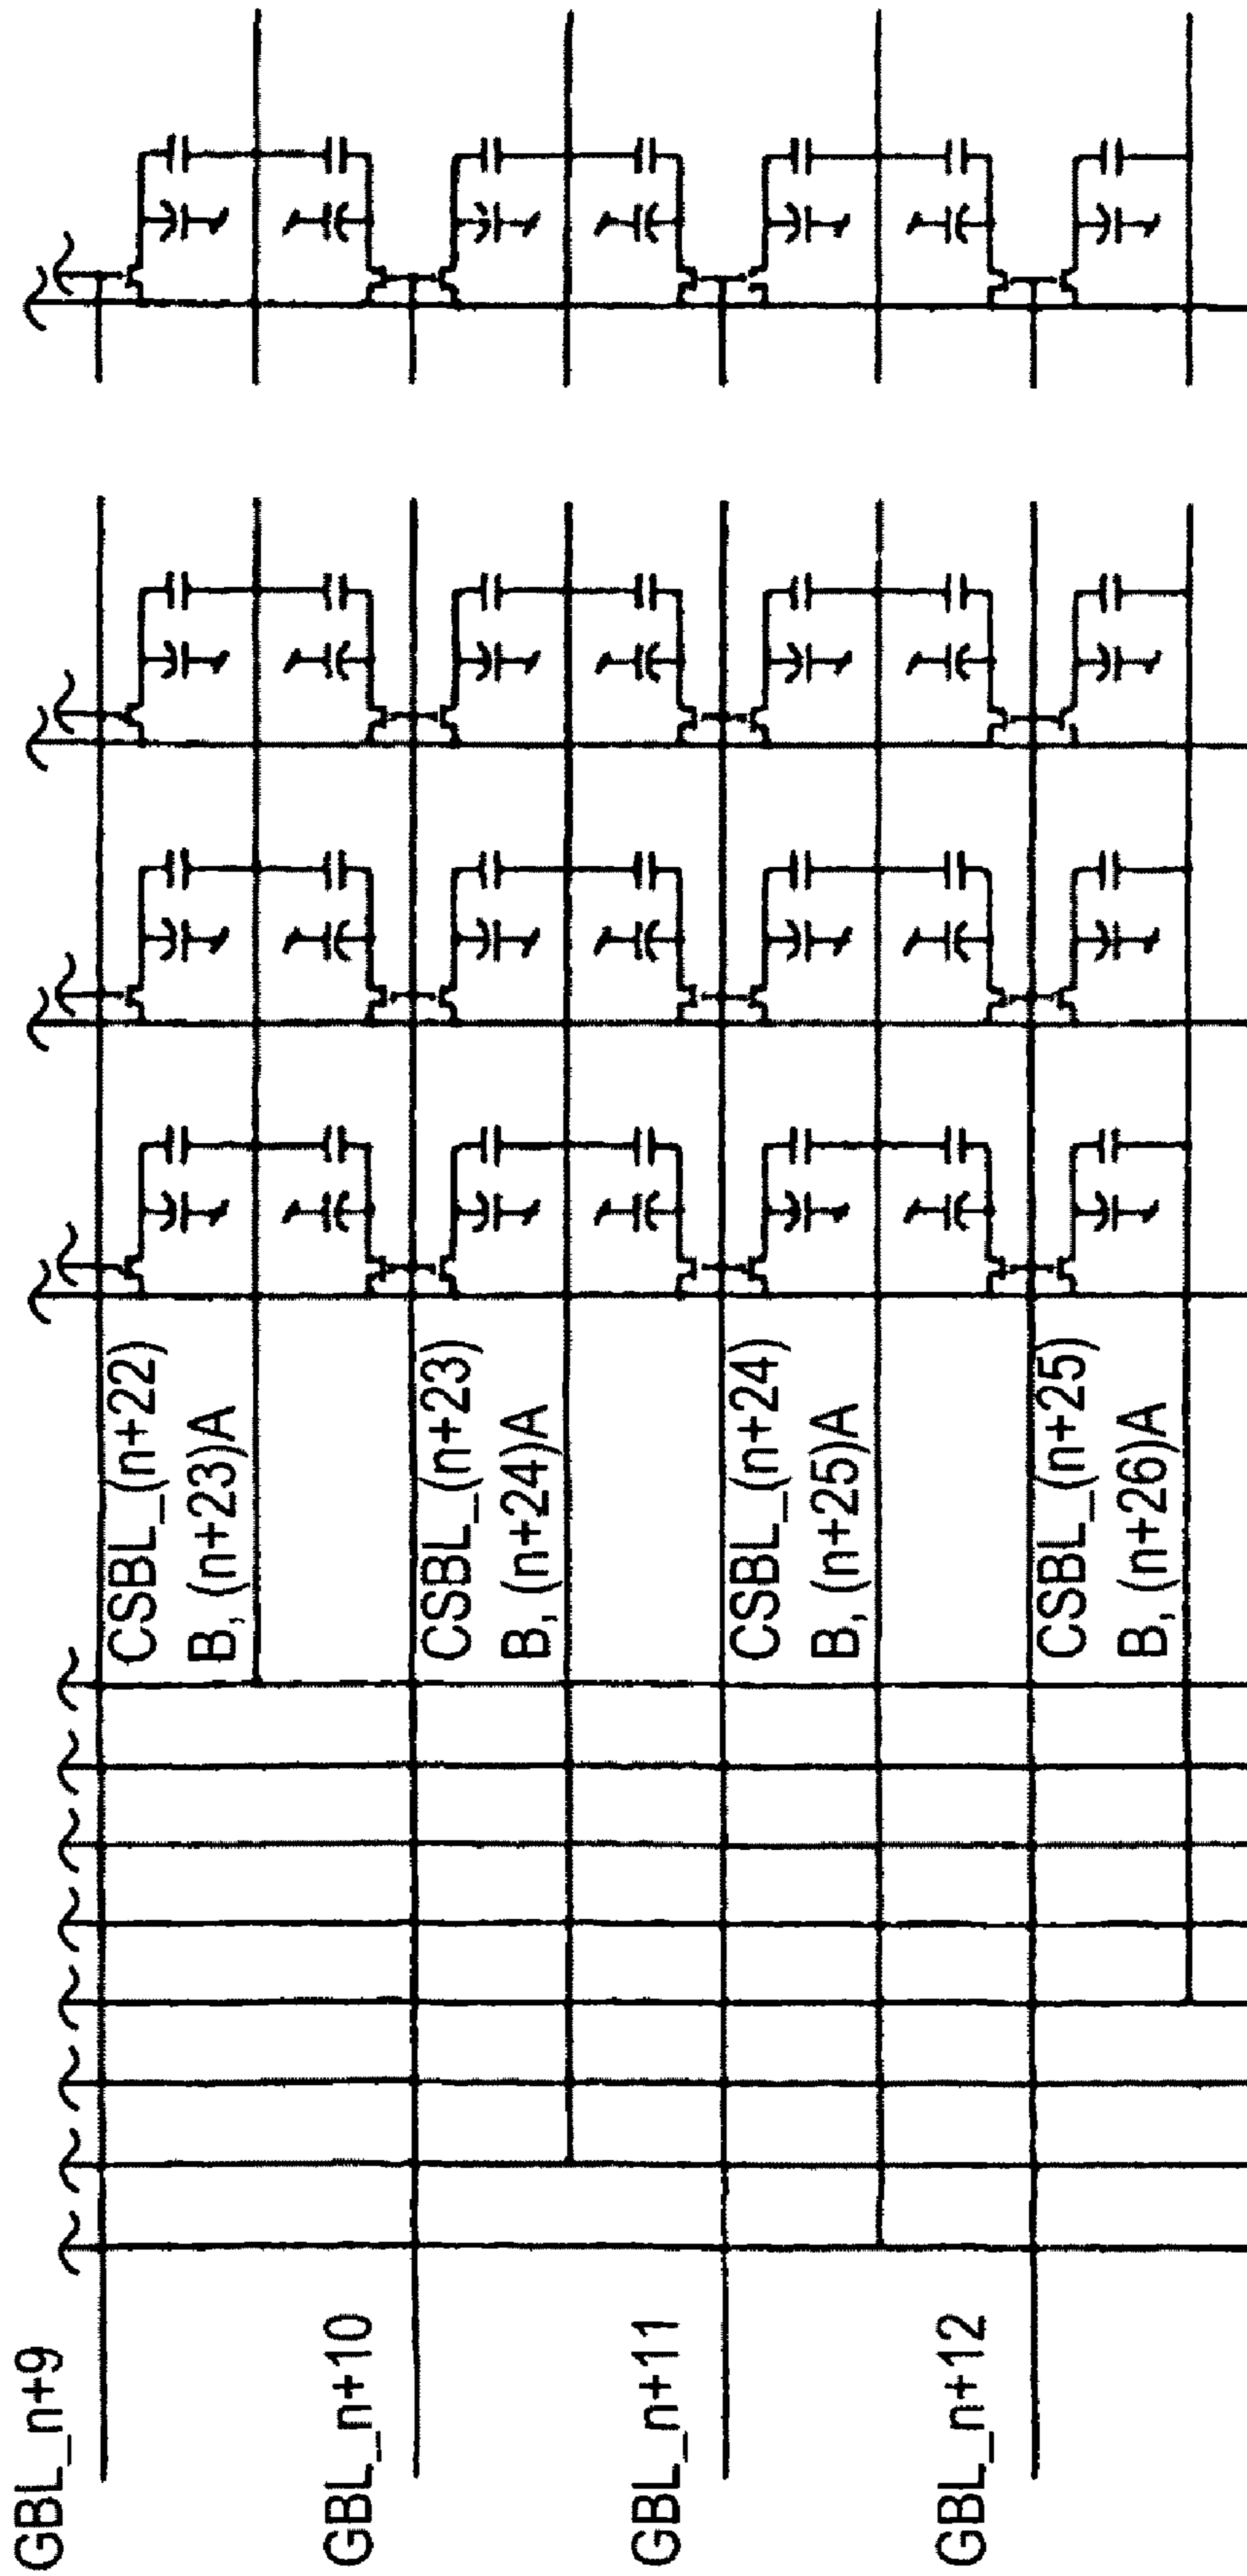 GBL_n+9
CSBL_(n+22)
B, (n+23)A
GBL_n+10
CSBL_(n+23)
B, (n+24)A
GBL_n+11
CSBL_(n+24)
B, (n+25)A
GBL_n+12
CSBL_(n+25)
B, (n+26)A